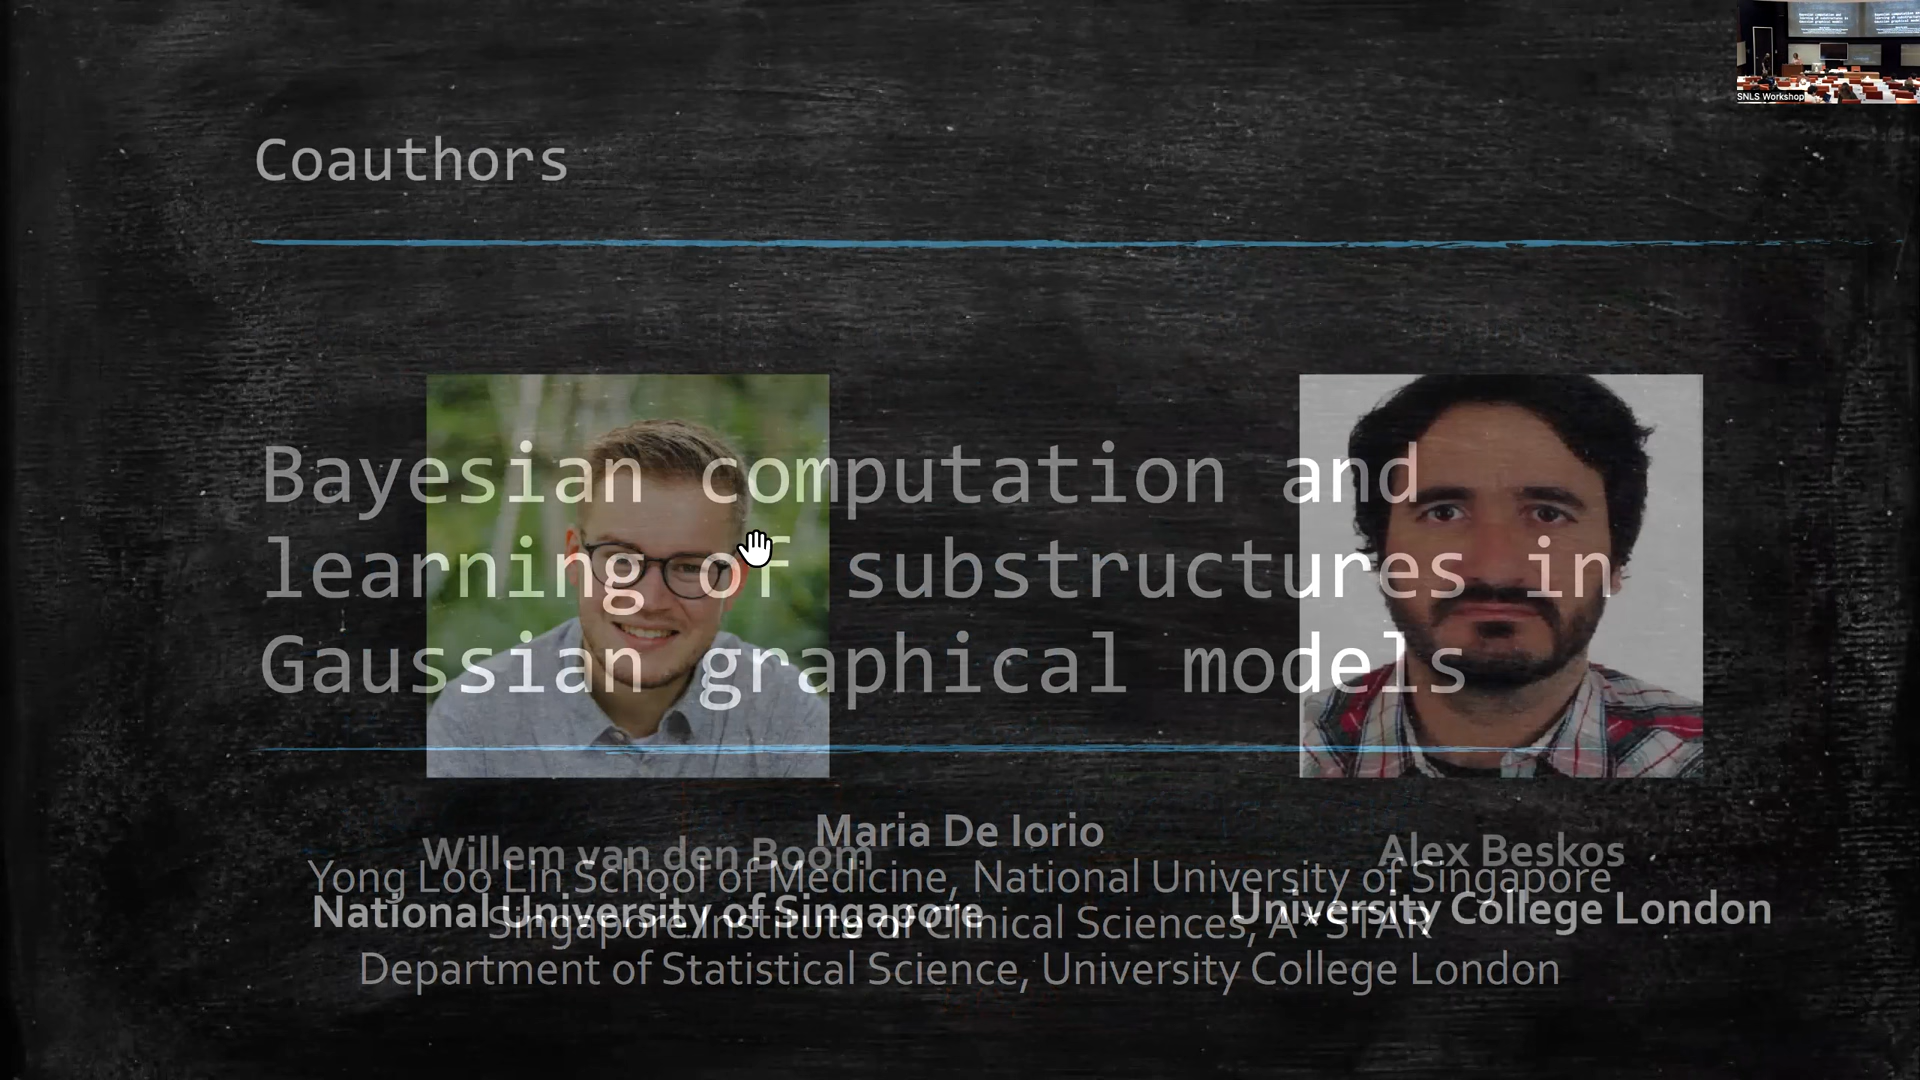 SNLS Workshop
Coauthors
Bayesian computation and
learning of substructures in
Gaussian graphical models
Maria De Iorio
Willem van den Boom
Alex Beskos
Yong Loo Lin School of Medicine, National University of Singapore
National University of Singapore
University College London
Singapore Institute of Clinical Sciences, A*STAR
Department of Statistical Science, University College London